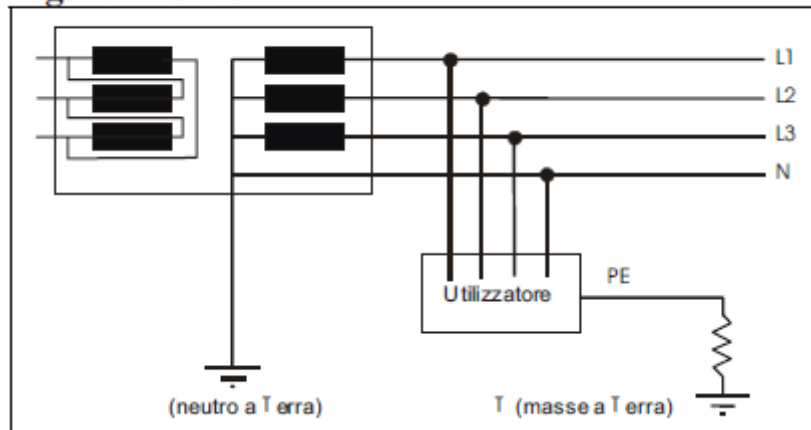 L1
L2
L3
N
PE
Utilizzatore
(neutro a Terra)
T (masse a Terra)